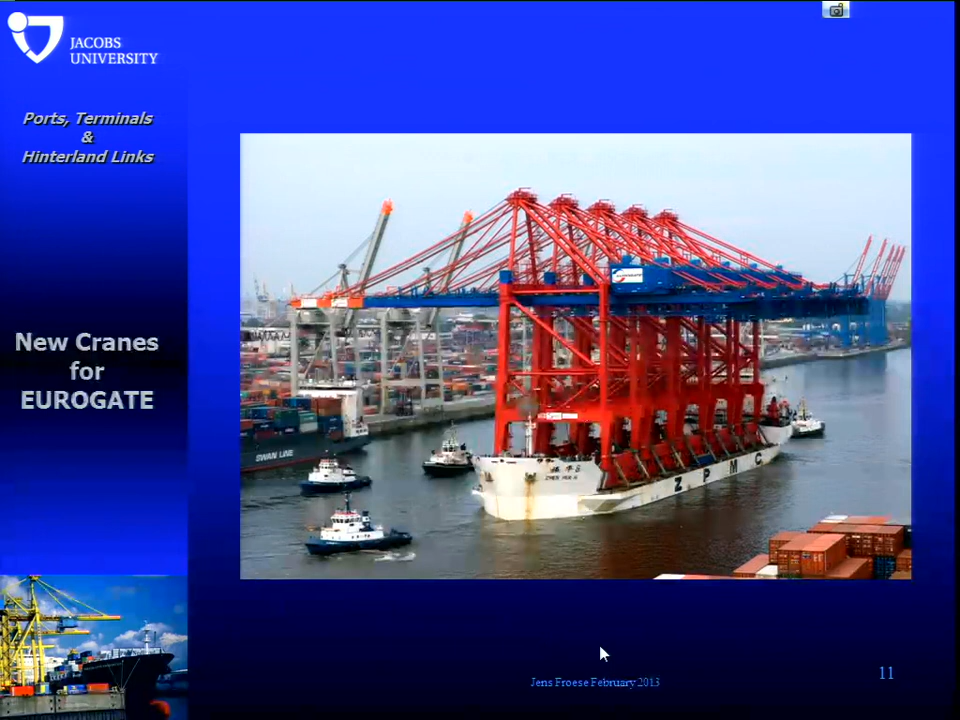 JACOBS
UNIVERSITY
Ports, Terminals
&
Hinterland Links
New Cranes
for
EUROGATE
SWAN LINE
Z P M C
Jens Froese February 2013
11